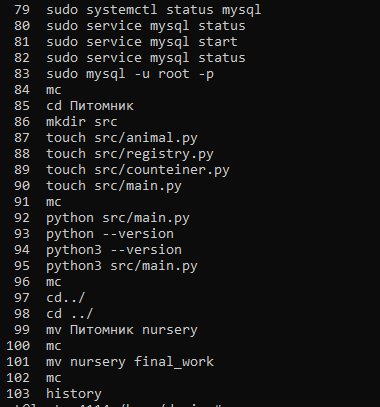 79 sudo systemctl status mysql
80 sudo service mysql status
81 sudo service mysql start
82 sudo service mysql status
83 sudo mysql -u root -p
84 mc
85 cd Питомник
86 mkdir src
87 touch src/animal.py
88 touch src/registry.py
89 touch src/counteiner.py
90 touch src/main.py
91 mc
92 python src/main.py
93 python --version
94 python3 --version
95 python3 src/main.py
96 mc
97 cd../
98 cd ../
99 mv Питомник nursery
100 mc
101 mv nursery final_work
102 mc
103 history